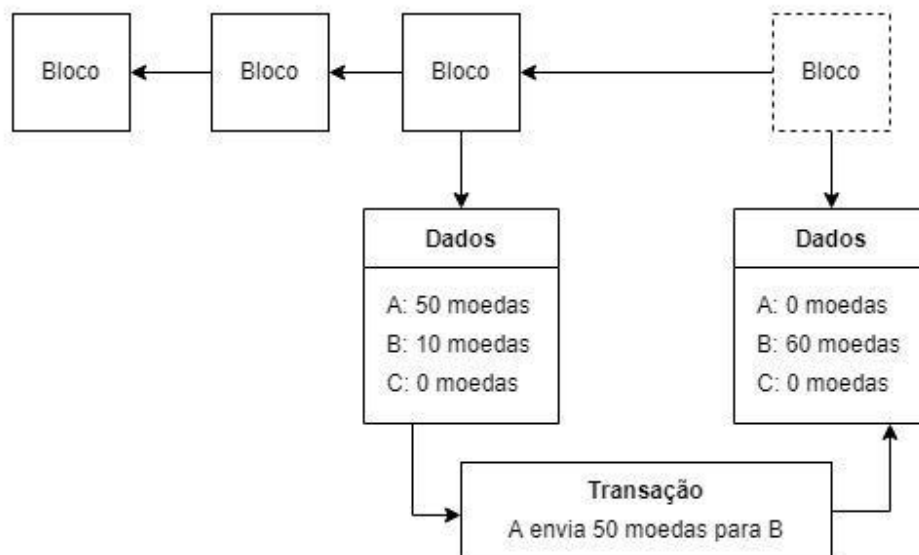 Bloco
Bloco
Bloco
Bloco
Dados
A: 50 moedas
B: 10 moedas
C: 0 moedas
Dados
A: 0 moedas
B: 60 moedas
C: 0 moedas
Transação
A envia 50 moedas para B